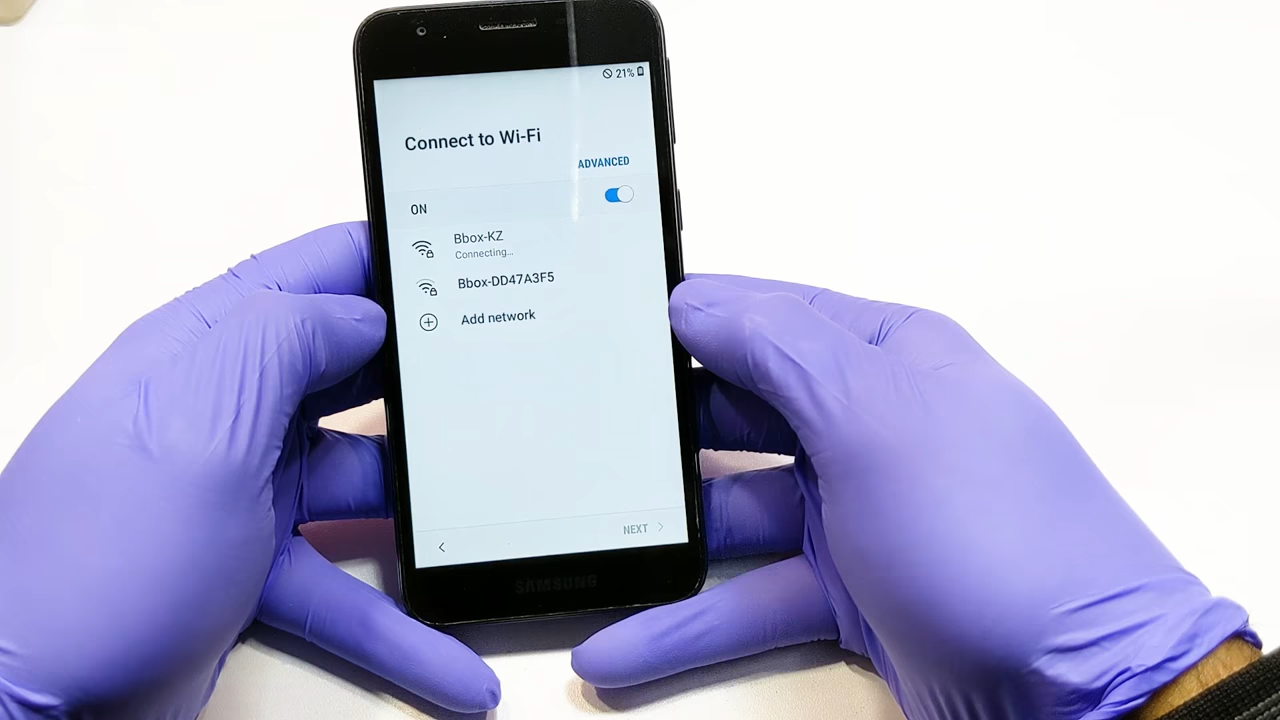 21%
Connect to Wi-Fi
ADVANCED
ON
Bbox-KZ
Connecting...
Bbox-DD47A3F5
Add network
NEXT
SAMSUNG